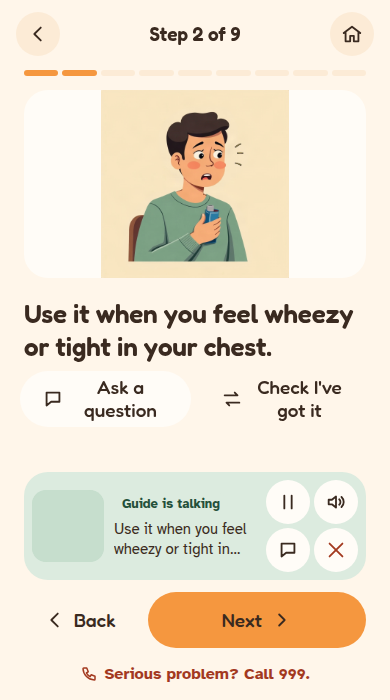 Step 2 of 9
Use it when you feel wheezy
or tight in your chest.
Ask a
question
Check I've
got it
Guide is talking
Use it when you feel
wheezy or tight in...
Back
Next
Serious problem? Call 999.